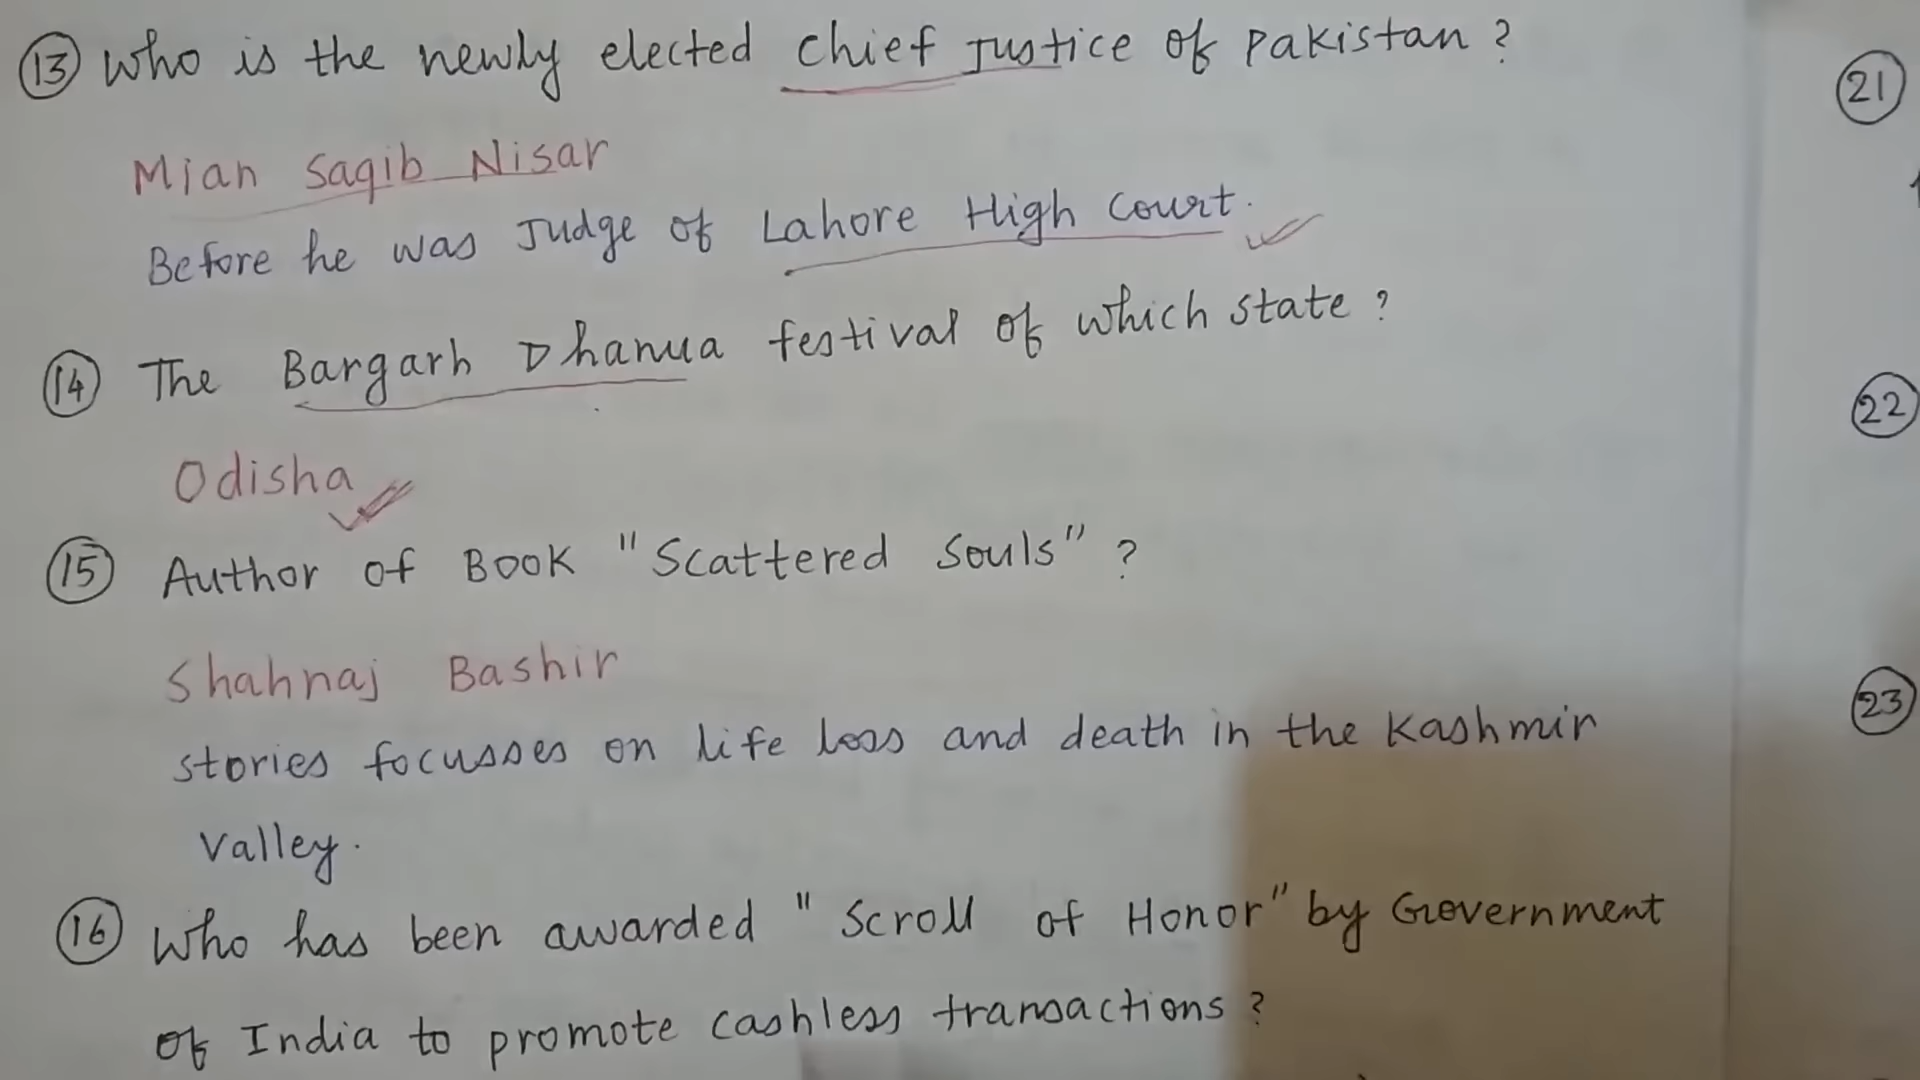 13 Who is the newly elected Chief Justice of Pakistan ?
Mian Saqib Nisar
Before he was Judge of Lahore High Court.
14 The Bargarh Dhanua festival of which state ?
Odisha
15 Author of Book "Scattered Souls" ?
Shahnaj Bashir
stories focusses on life loss and death in the Kashmir
valley.
16 Who has been awarded "Scroll of Honor" by Government
of India to promote cashless transactions ?
21
22
23